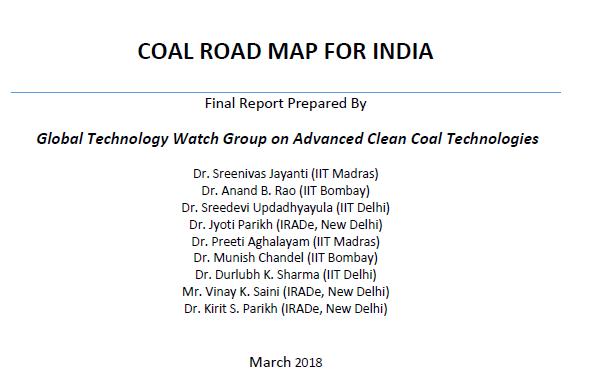 COAL ROAD MAP FOR INDIA
Final Report Prepared By
Global Technology Watch Group on Advanced Clean Coal Technologies
Dr. Sreenivas Jayanti (IIT Madras)
Dr. Anand B. Rao (IIT Bombay)
Dr. Sreedevi Updadhyayula (IIT Delhi)
Dr. Jyoti Parikh (IRADe, New Delhi)
Dr. Preeti Aghalayam (IIT Madras)
Dr. Munish Chandel (IIT Bombay)
Dr. Durlubh K. Sharma (IIT Delhi)
Mr. Vinay K. Saini (IRADe, New Delhi)
Dr. Kirit S. Parikh (IRADe, New Delhi)
March 2018